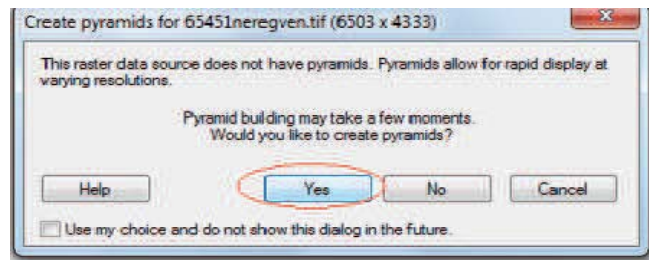 Create pyramids for 65451neregven.tif (6503 x 4333)
This raster data source does not have pyramids. Pyramids allow for rapid display at
varying resolutions.
Pyramid building may take a few moments.
Would you like to create pyramids?
Help Yes No Cancel
Use my choice and do not show this dialog in the future.